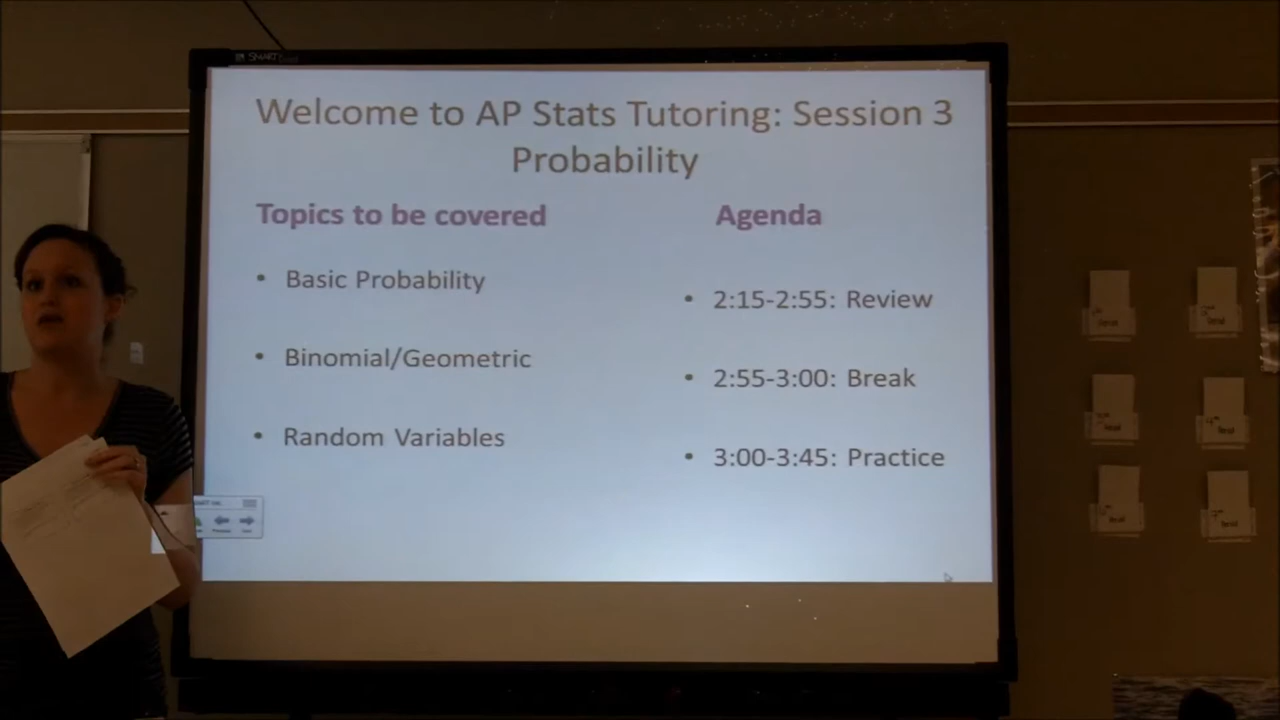 SMART
Welcome to AP Stats Tutoring: Session 3
Probability
Topics to be covered
• Basic Probability
• Binomial/Geometric
• Random Variables
Agenda
• 2:15-2:55: Review
• 2:55-3:00: Break
• 3:00-3:45: Practice